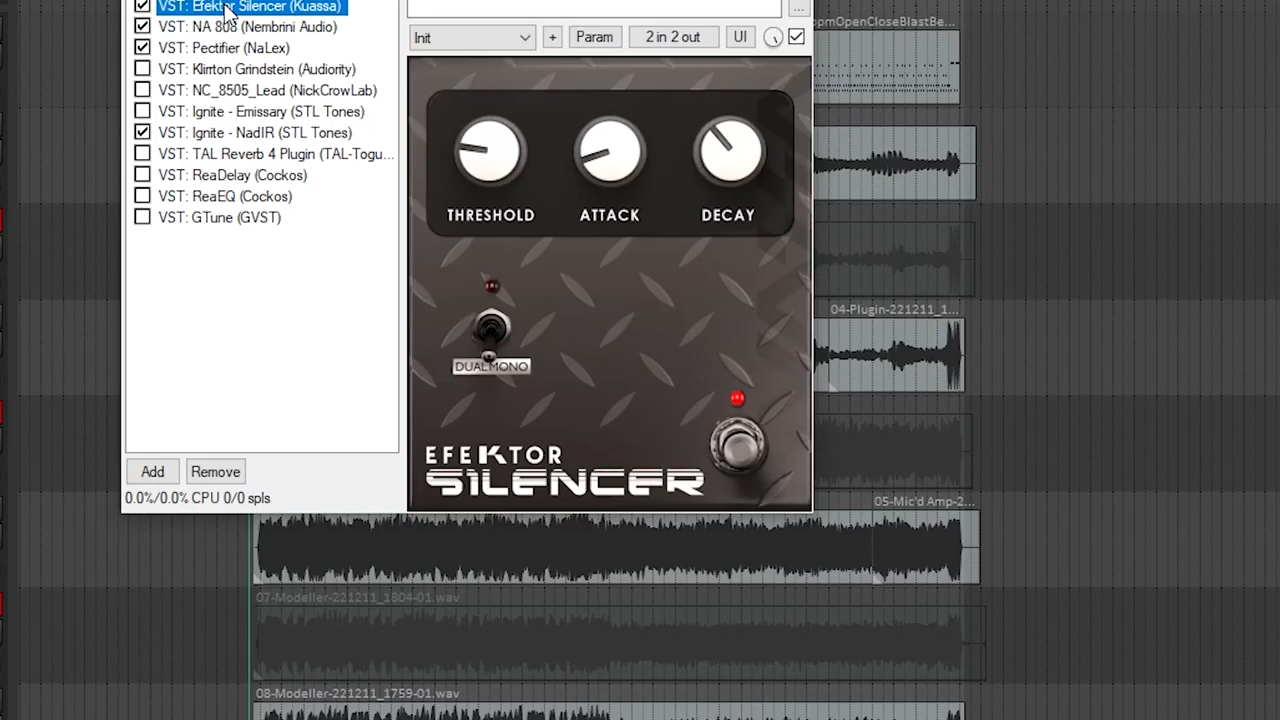 VST: Efektor Silencer (Kuassa)
VST: NA 808 (Nembrini Audio)
VST: Pectifier (NaLex)
VST: Klirrton Grindstein (Audiority)
VST: NC_8505_Lead (NickCrowLab)
VST: Ignite - Emissary (STL Tones)
VST: Ignite - NadIR (STL Tones)
VST: TAL Reverb 4 Plugin (TAL-Togu...
VST: ReaDelay (Cockos)
VST: ReaEQ (Cockos)
VST: GTune (GVST)
Add
Remove
0.0%/0.0% CPU 0/0 spls
...
Init
+
Param
2 in 2 out
UI
THRESHOLD
ATTACK
DECAY
DUALMONO
EFEKTOR
SILENCER
pmOpenCloseBlastBe...
04-Plugin-221211_1...
05-Mic'd Amp-2...
07-Modeller-221211_1804-01.wav
08-Modeller-221211_1759-01.wav